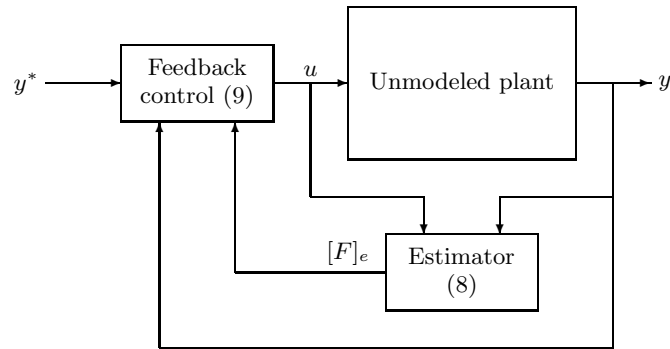 y*
Feedback
control (9)
u
Unmodeled plant
y
[F]e
Estimator
(8)